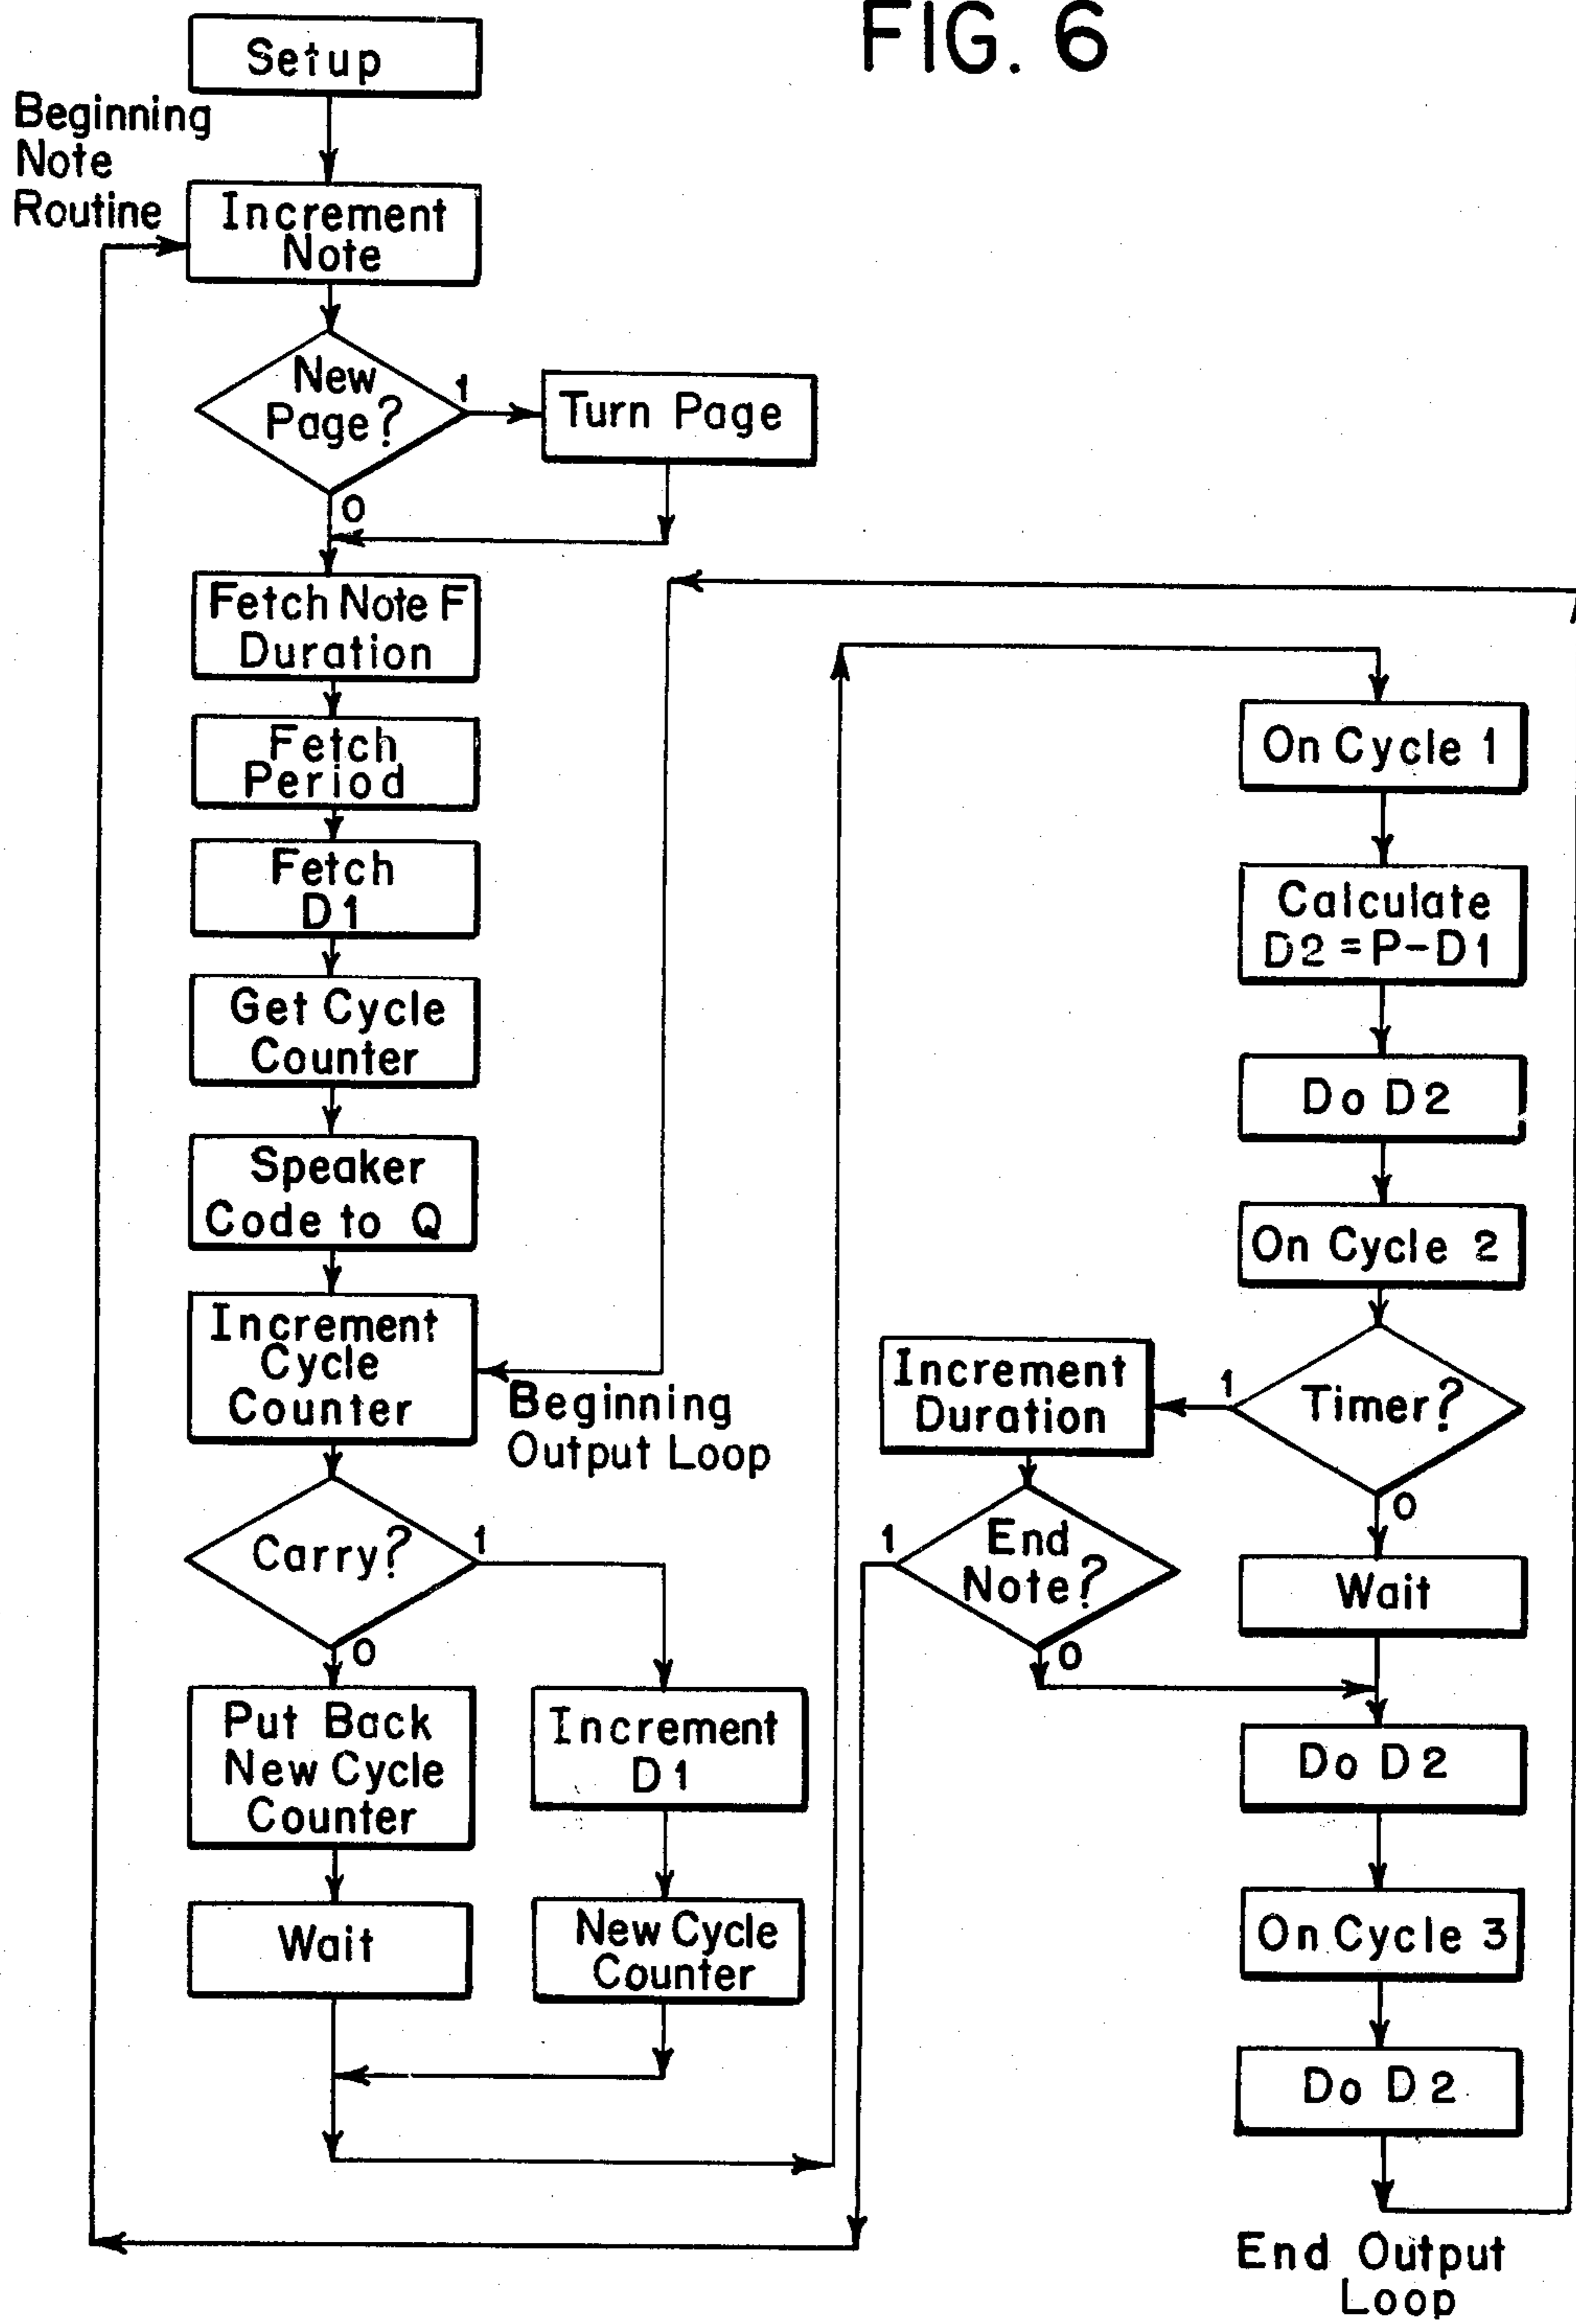 FIG. 6
Setup
Beginning
Note
Routine
Increment
Note
New
Page?
1
Turn Page
0
Fetch Note F
Duration
Fetch
Period
Fetch
D1
Get Cycle
Counter
Speaker
Code to Q
Increment
Cycle
Counter
Beginning
Output Loop
Carry?
1
0
Put Back
New Cycle
Counter
Wait
Increment
D1
New Cycle
Counter
On Cycle 1
Calculate
D2 = P-D1
Do D2
On Cycle 2
Timer?
1
0
Increment
Duration
End
Note?
1
0
Wait
Do D2
On Cycle 3
Do D2
End Output
Loop